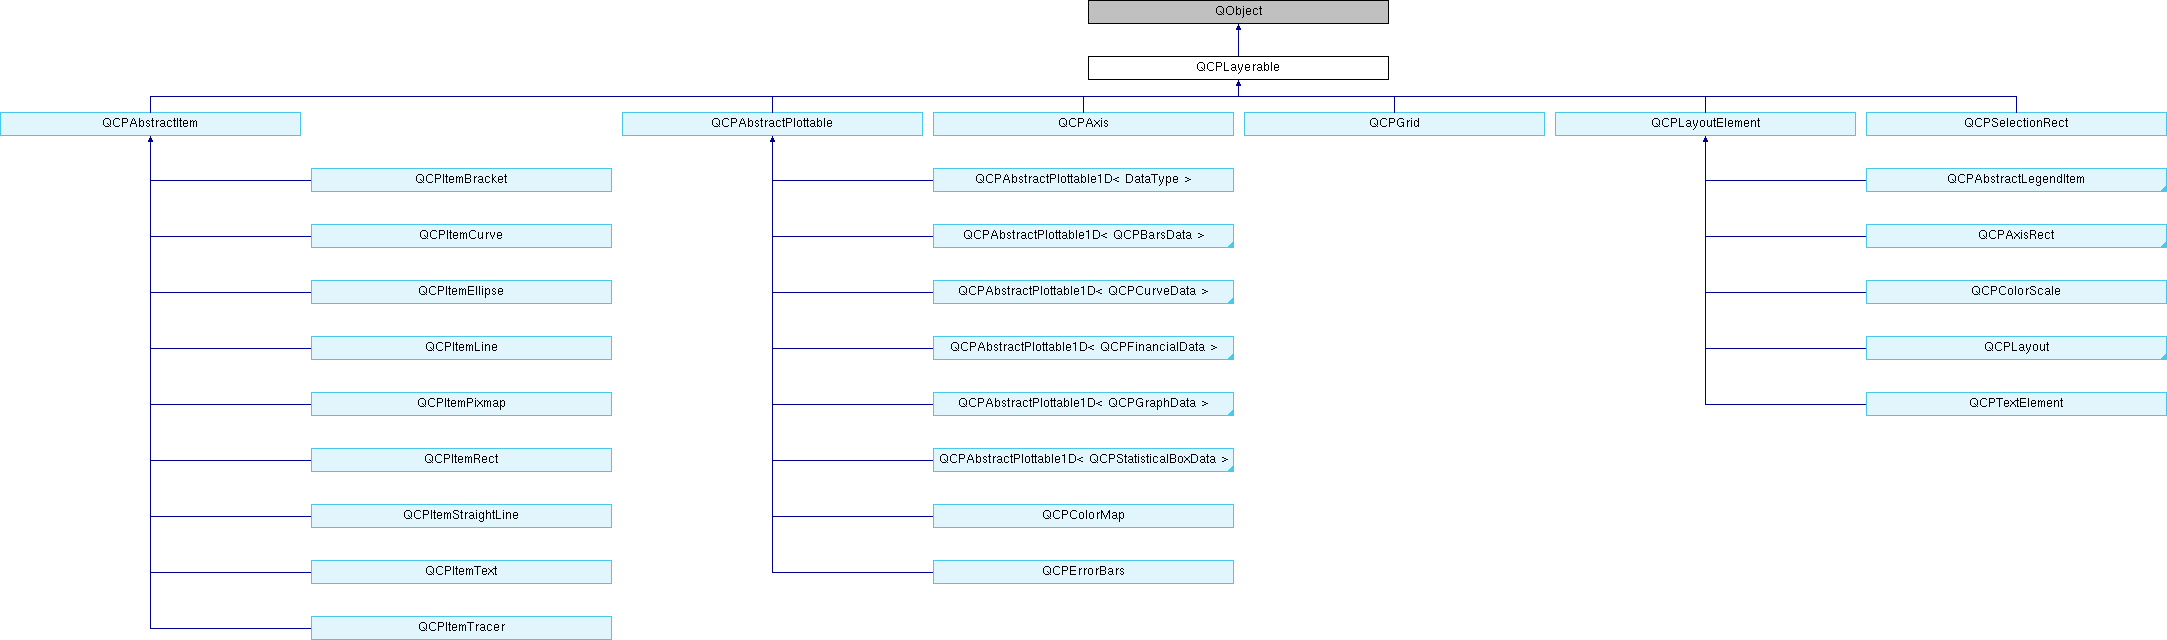 QObject
QCPLayerable
QCPAbstractItem
QCPAbstractPlottable
QCPAxis
QCPGrid
QCPLayoutElement
QCPSelectionRect
QCPItemBracket
QCPAbstractPlottable1D< DataType >
QCPAbstractLegendItem
QCPItemCurve
QCPAbstractPlottable1D< QCPBarsData >
QCPAxisRect
QCPItemEllipse
QCPAbstractPlottable1D< QCPCurveData >
QCPColorScale
QCPItemLine
QCPAbstractPlottable1D< QCPFinancialData >
QCPLayout
QCPItemPixmap
QCPAbstractPlottable1D< QCPGraphData >
QCPTextElement
QCPItemRect
QCPAbstractPlottable1D< QCPStatisticalBoxData >
QCPItemStraightLine
QCPColorMap
QCPItemText
QCPErrorBars
QCPItemTracer